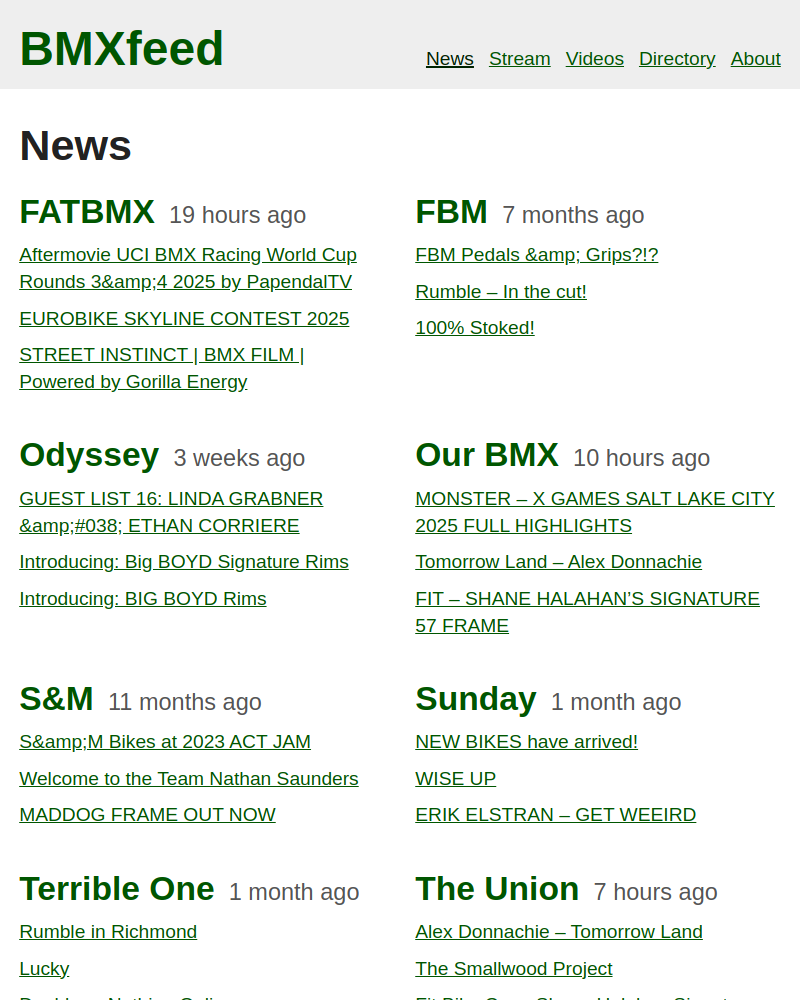 BMXfeed
News Stream Videos Directory About
News
FATBMX 19 hours ago
Aftermovie UCI BMX Racing World Cup
Rounds 3&amp;4 2025 by PapendalTV
EUROBIKE SKYLINE CONTEST 2025
STREET INSTINCT | BMX FILM |
Powered by Gorilla Energy
FBM 7 months ago
FBM Pedals &amp; Grips?!?
Rumble – In the cut!
100% Stoked!
Odyssey 3 weeks ago
GUEST LIST 16: LINDA GRABNER
&amp;#038; ETHAN CORRIERE
Introducing: Big BOYD Signature Rims
Introducing: BIG BOYD Rims
Our BMX 10 hours ago
MONSTER – X GAMES SALT LAKE CITY
2025 FULL HIGHLIGHTS
Tomorrow Land – Alex Donnachie
FIT – SHANE HALAHAN’S SIGNATURE
57 FRAME
S&M 11 months ago
S&amp;M Bikes at 2023 ACT JAM
Welcome to the Team Nathan Saunders
MADDOG FRAME OUT NOW
Sunday 1 month ago
NEW BIKES have arrived!
WISE UP
ERIK ELSTRAN – GET WEEIRD
Terrible One 1 month ago
Rumble in Richmond
Lucky
The Union 7 hours ago
Alex Donnachie – Tomorrow Land
The Smallwood Project